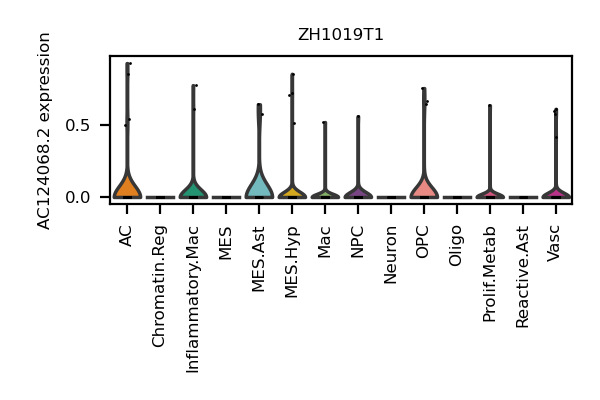 ZH1019T1
AC124068.2 expression
0.5
0.0
AC
Chromatin.Reg
Inflammatory.Mac
MES
MES.Ast
MES.Hyp
Mac
NPC
Neuron
OPC
Oligo
Prolif.Metab
Reactive.Ast
Vasc